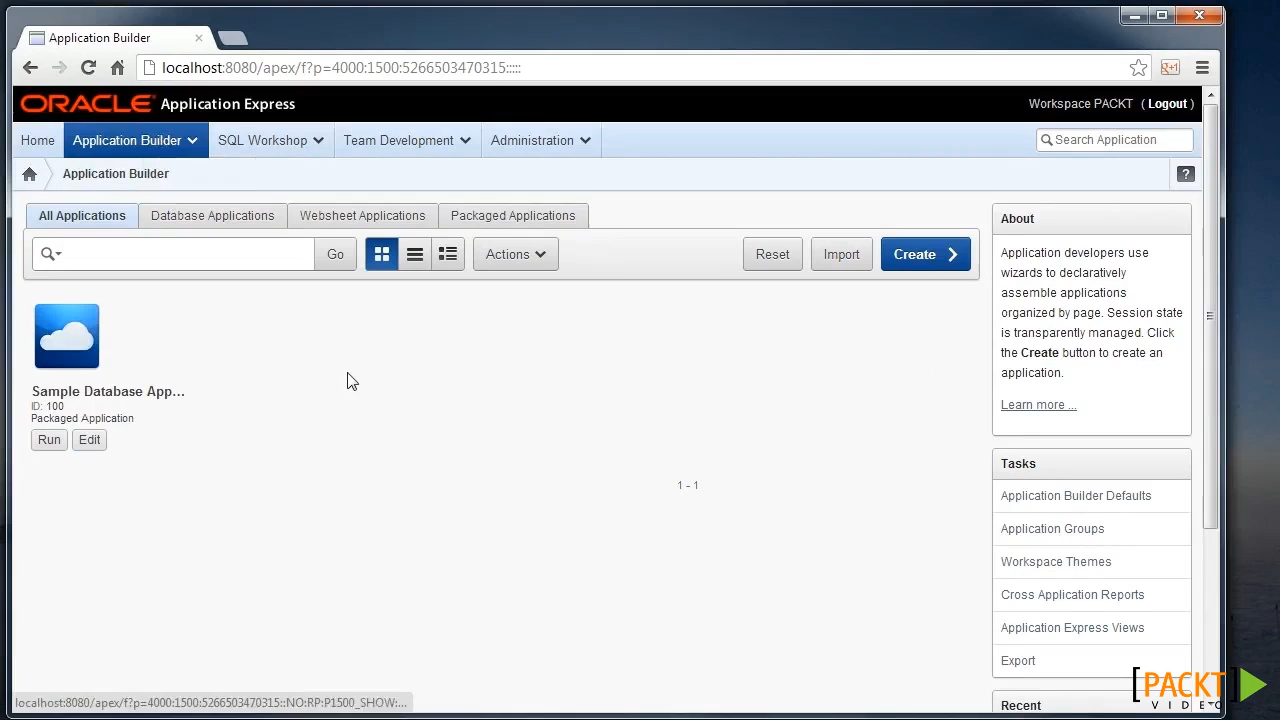 Application Builder
localhost:8080/apex/f?p=4000:1500:5266503470315:::::
ORACLE Application Express
Workspace PACKT ( Logout )
Home
Application Builder
SQL Workshop
Team Development
Administration
Search Application
Application Builder
?
All Applications
Database Applications
Websheet Applications
Packaged Applications
Go
Actions
Reset
Import
Create
Sample Database App...
ID: 100
Packaged Application
Run
Edit
1 - 1
About
Application developers use
wizards to declaratively
assemble applications
organized by page. Session state
is transparently managed. Click
the Create button to create an
application.
Learn more ...
Tasks
Application Builder Defaults
Application Groups
Workspace Themes
Cross Application Reports
Application Express Views
Export
Recent
localhost:8080/apex/f?p=4000:1500:5266503470315::NO:RP:P1500_SHOW:...
[PACKT]
VIDEO